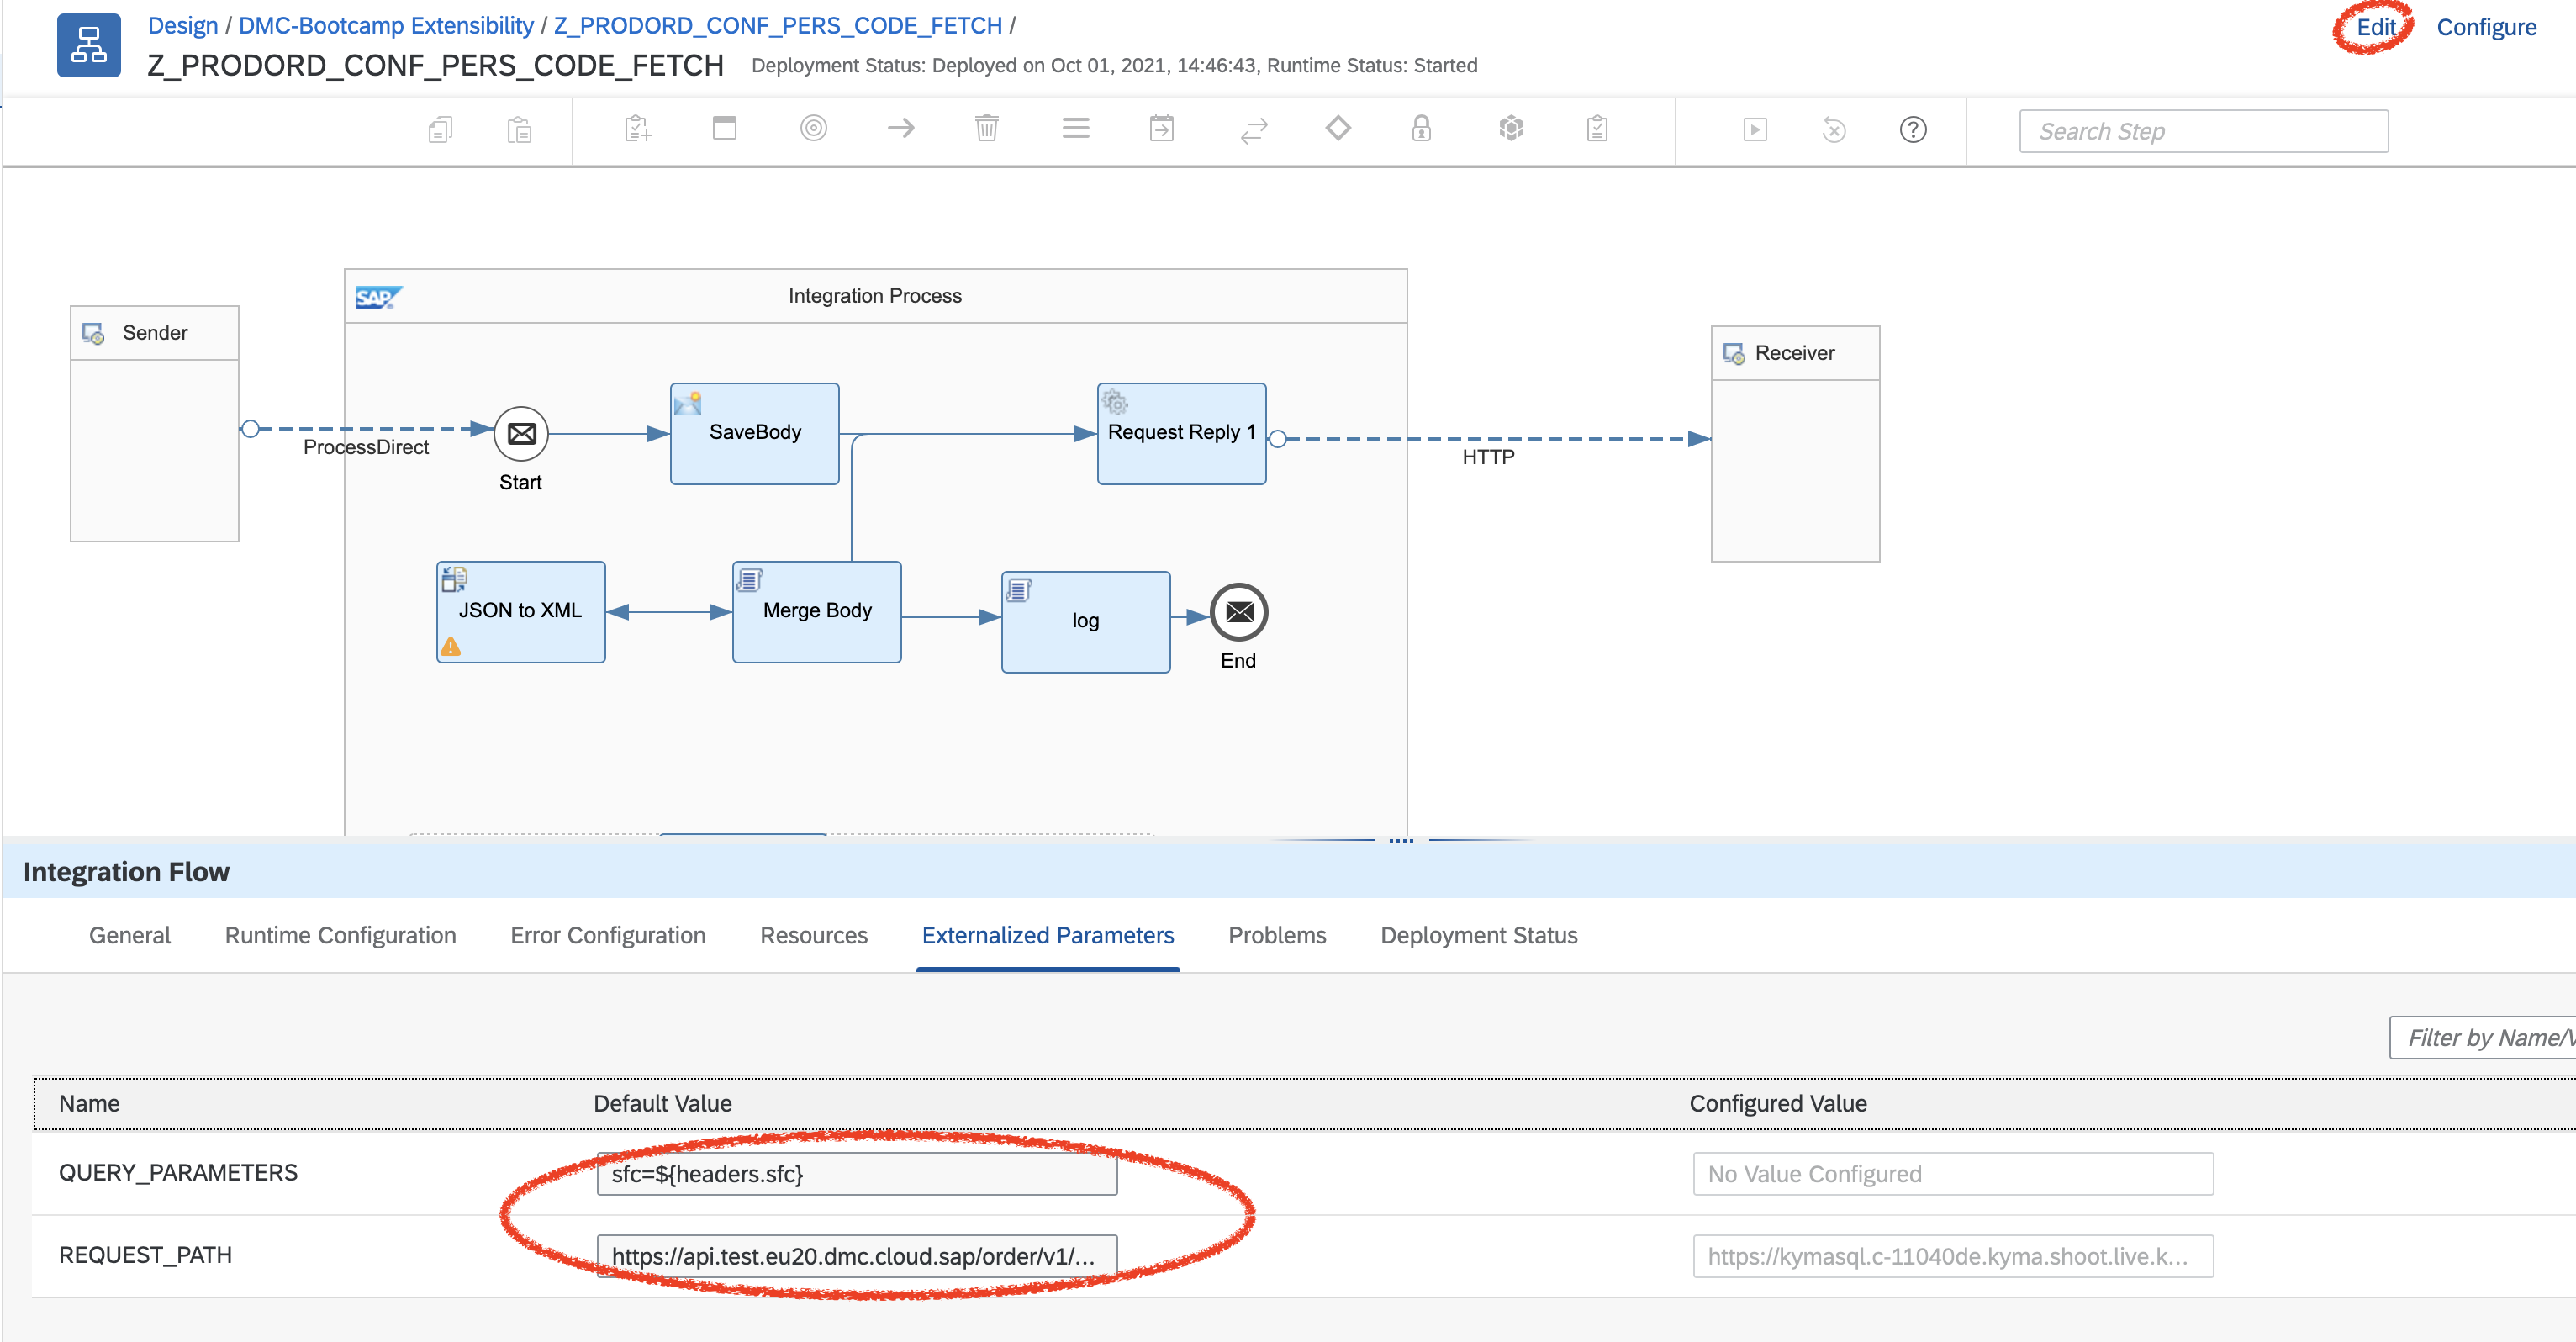 Design / DMC-Bootcamp Extensibility / Z_PRODORD_CONF_PERS_CODE_FETCH /
Edit Configure
Z_PRODORD_CONF_PERS_CODE_FETCH Deployment Status: Deployed on Oct 01, 2021, 14:46:43, Runtime Status: Started
Search Step
SAP Integration Process
Sender
Receiver
SaveBody
Request Reply 1
ProcessDirect
HTTP
Start
JSON to XML
Merge Body
log
End
Integration Flow
General Runtime Configuration Error Configuration Resources Externalized Parameters Problems Deployment Status
Filter by Name/V
Name Default Value Configured Value
QUERY_PARAMETERS sfc=${headers.sfc} No Value Configured
REQUEST_PATH https://api.test.eu20.dmc.cloud.sap/order/v1/... https://kymasql.c-11040de.kyma.shoot.live.k...